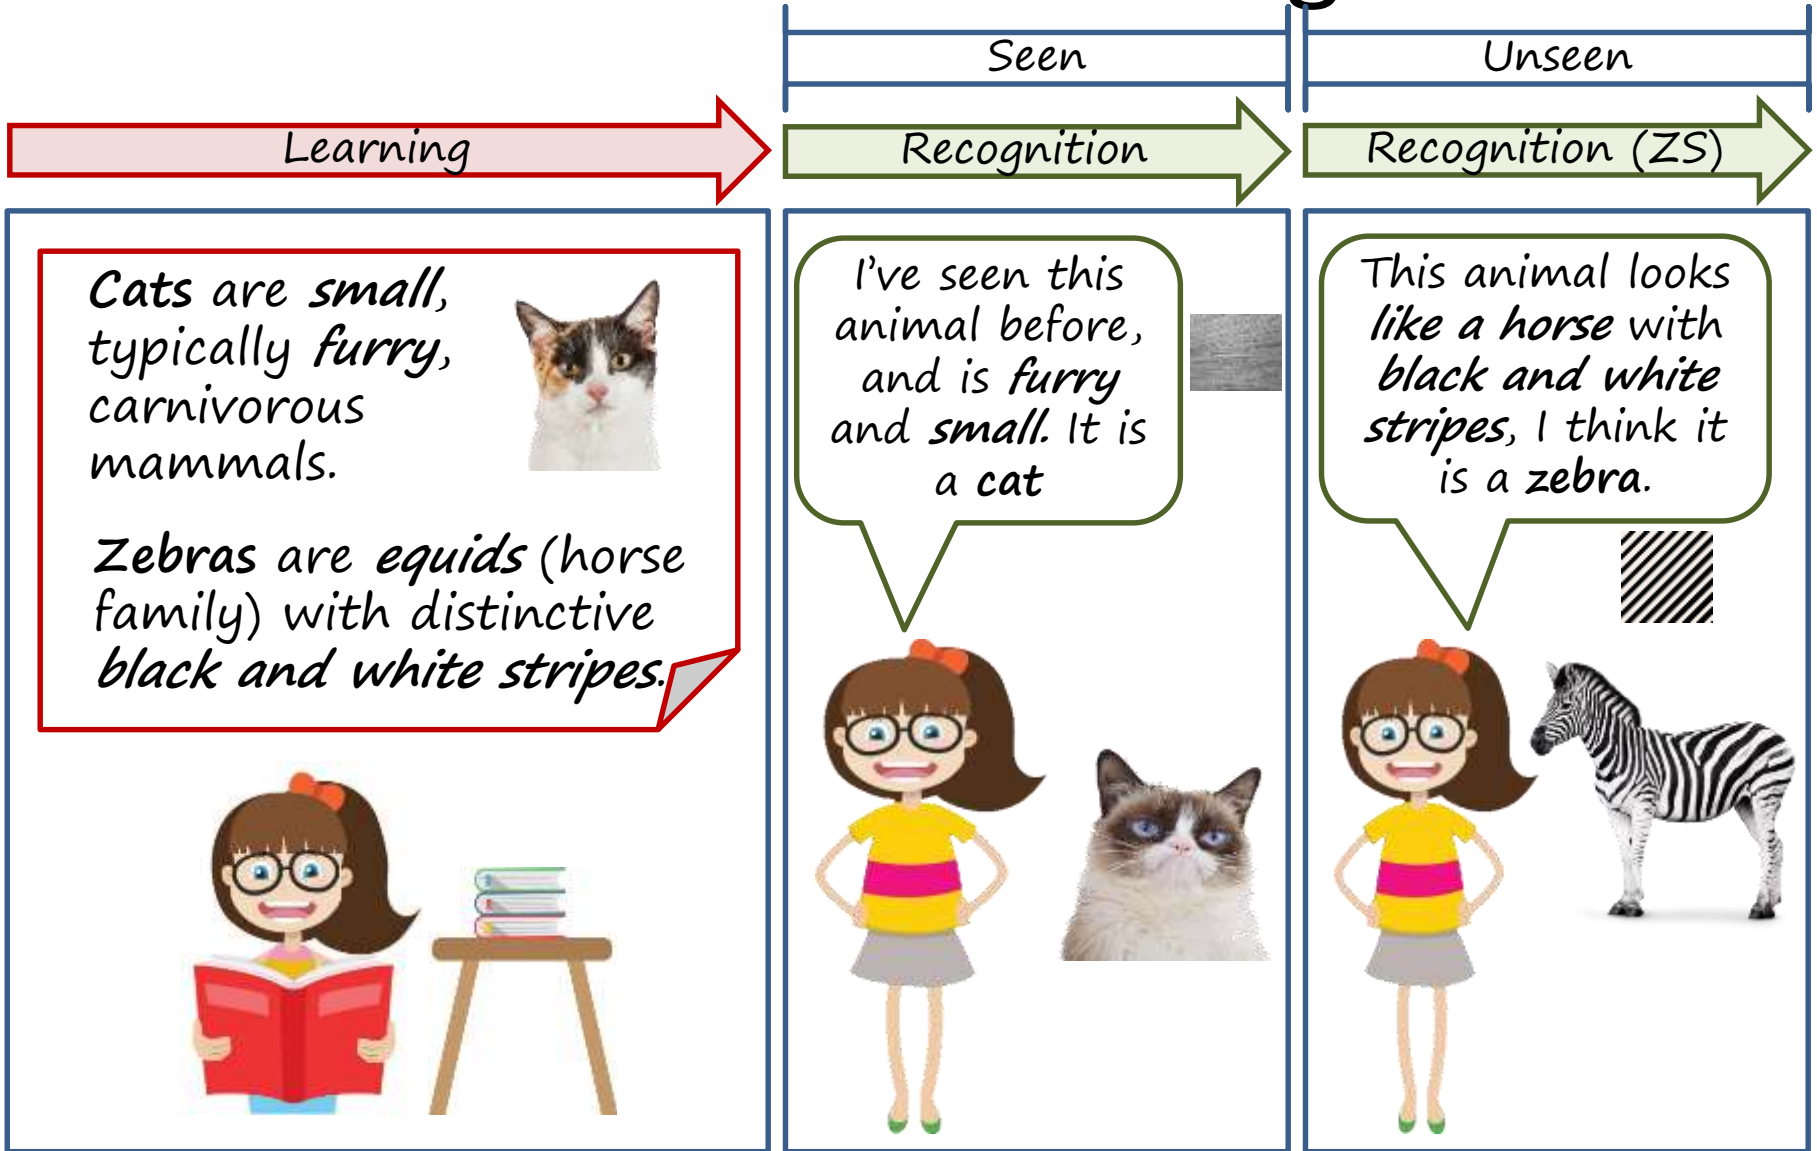 Seen
Unseen
Learning
Recognition
Recognition (ZS)
Cats are small,
typically furry,
carnivorous
mammals.
Zebras are equids (horse
family) with distinctive
black and white stripes.
I've seen this
animal before,
and is furry
and small. It is
a cat
This animal looks
like a horse with
black and white
stripes, I think it
is a zebra.